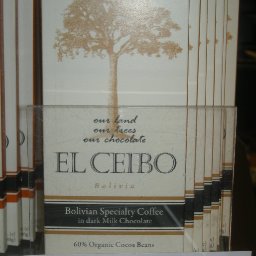 our land
our trees
our chocolate
EL CEIBO
Bolivia
Bolivian Specialty Coffee
in dark Milk Chocolate
60% Organic Cocoa Beans